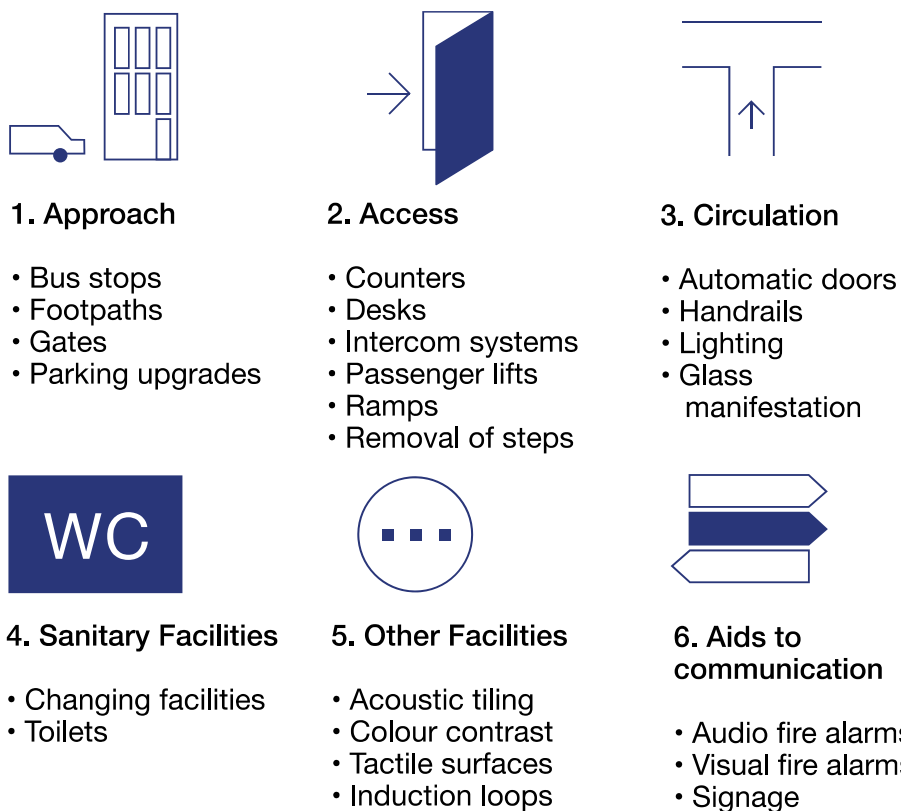 1. Approach
• Bus stops
• Footpaths
• Gates
• Parking upgrades
2. Access
• Counters
• Desks
• Intercom systems
• Passenger lifts
• Ramps
• Removal of steps
3. Circulation
• Automatic doors
• Handrails
• Lighting
• Glass
manifestation
WC
4. Sanitary Facilities
• Changing facilities
• Toilets
5. Other Facilities
• Acoustic tiling
• Colour contrast
• Tactile surfaces
• Induction loops
6. Aids to
communication
• Audio fire alarms
• Visual fire alarms
• Signage